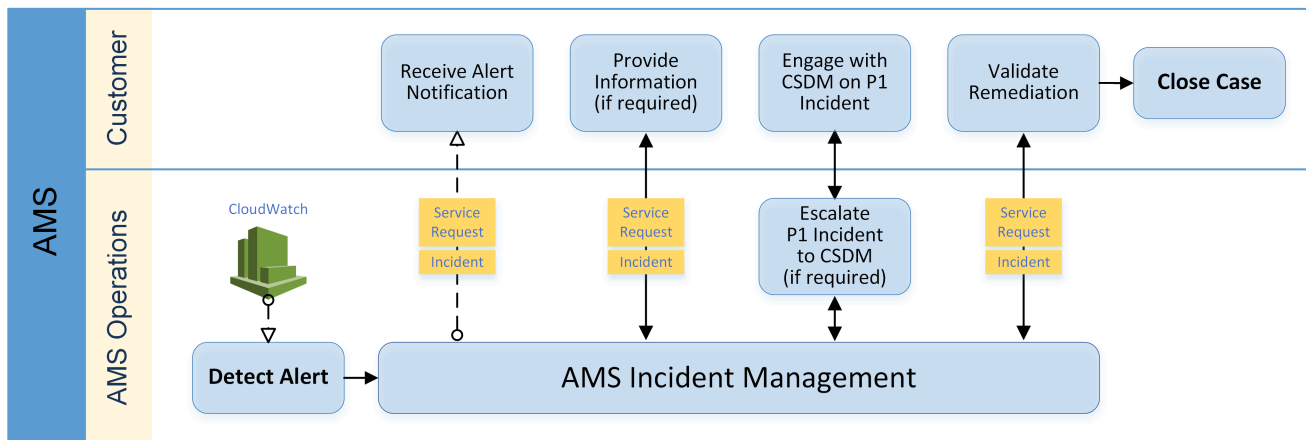 AMS
Customer
Receive Alert
Notification
Provide
Information
(if required)
Engage with
CSDM on P1
Incident
Validate
Remediation
Close Case
AMS Operations
CloudWatch
Service
Request
Incident
Service
Request
Incident
Escalate
P1 Incident
to CSDM
(if required)
Service
Request
Incident
Detect Alert
AMS Incident Management